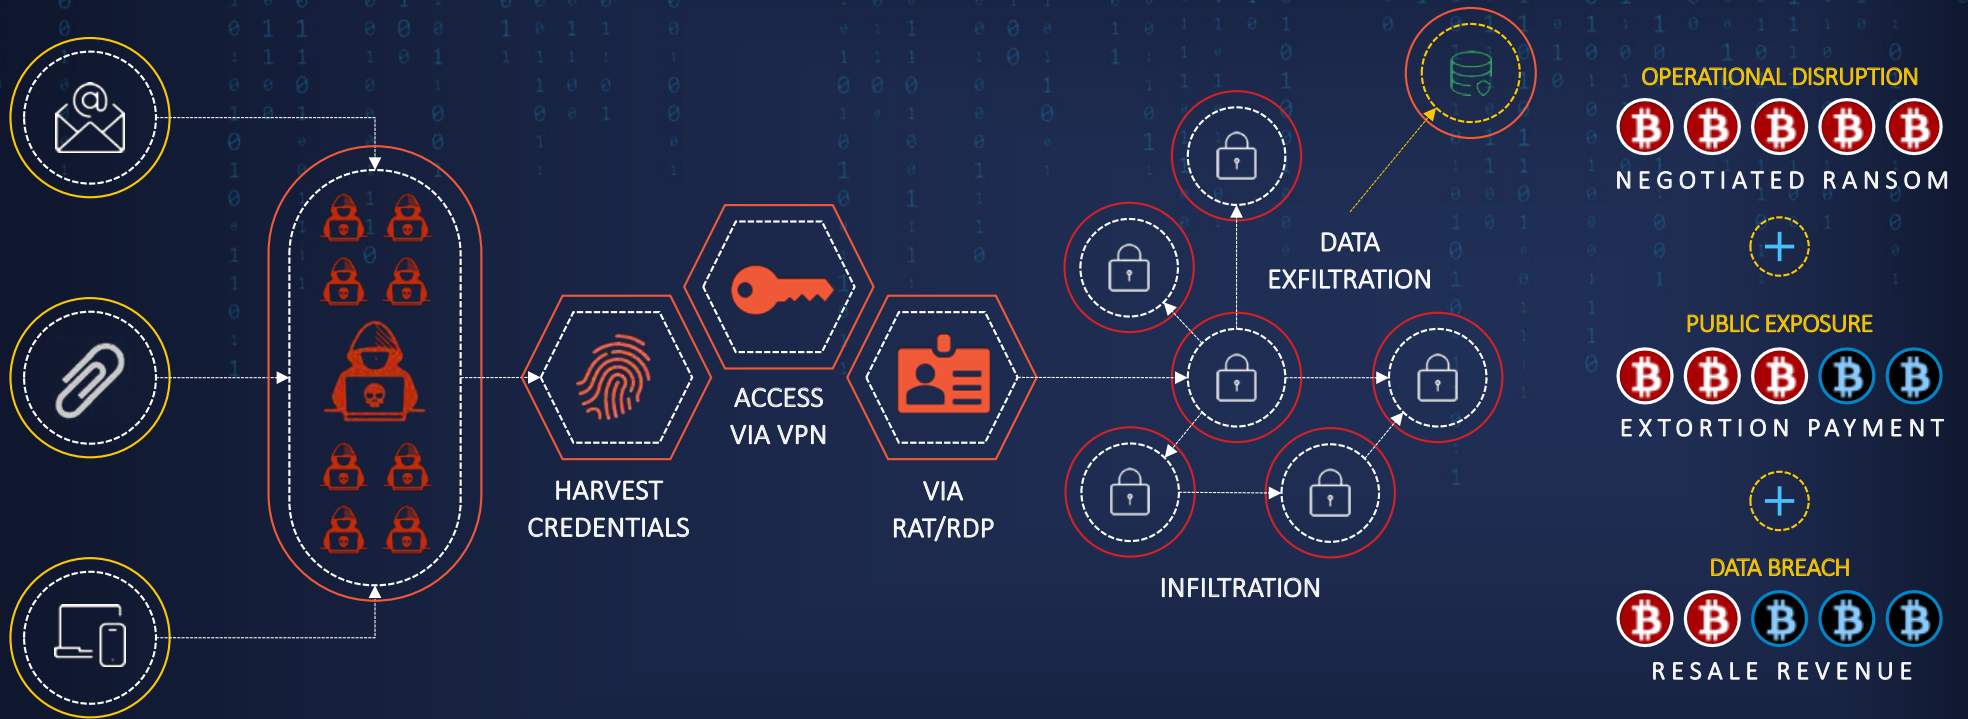 HARVEST
CREDENTIALS
ACCESS
VIA VPN
VIA
RAT/RDP
INFILTRATION
DATA
EXFILTRATION
OPERATIONAL DISRUPTION
NEGOTIATED RANSOM
PUBLIC EXPOSURE
EXTORTION PAYMENT
DATA BREACH
RESALE REVENUE